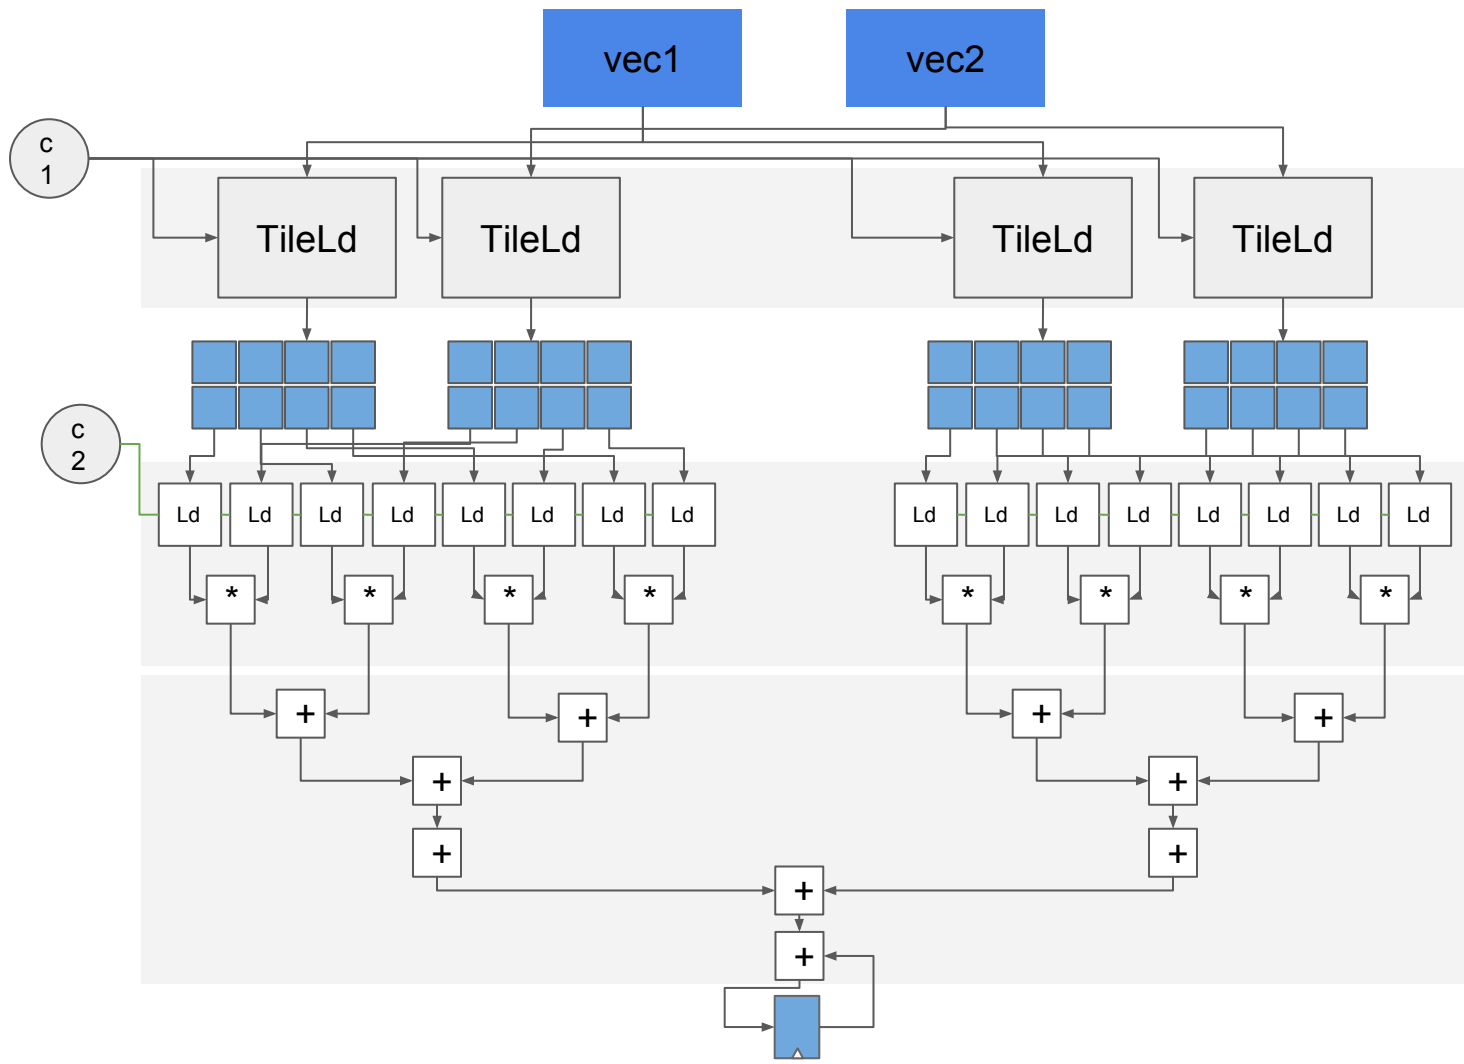 vec1 vec2
c
1
TileLd TileLd TileLd TileLd
c
2
Ld Ld Ld Ld Ld Ld Ld Ld Ld Ld Ld Ld Ld Ld Ld Ld
* * * * * * * *
+ + + +
+ +
+ +
+
+